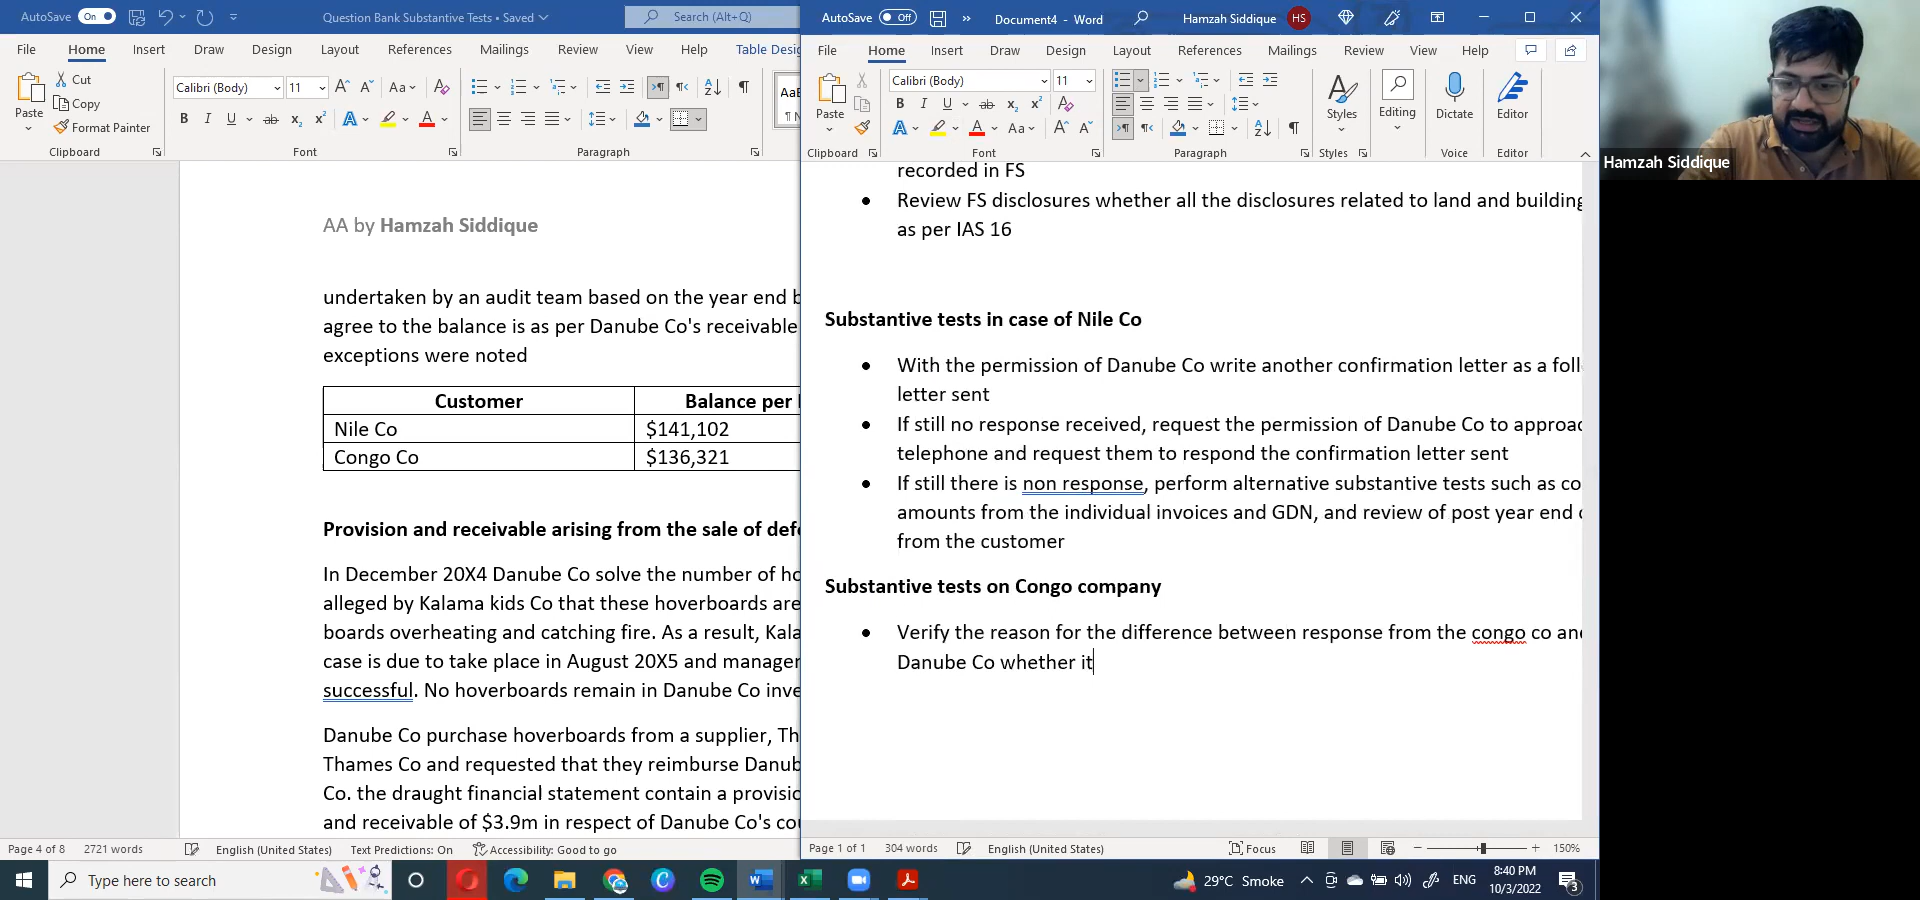 AutoSave On Question Bank Substantive Tests • Saved Search (Alt+Q)
File Home Insert Draw Design Layout References Mailings Review View Help Table Desig
Paste Cut
Copy
Format Painter
Calibri (Body) 11
Clipboard Font Paragraph
AA by Hamzah Siddique
undertaken by an audit team based on the year end b
agree to the balance is as per Danube Co's receivable
exceptions were noted
Customer Balance per
Nile Co $141,102
Congo Co $136,321
Provision and receivable arising from the sale of defe
In December 20X4 Danube Co solve the number of ho
alleged by Kalama kids Co that these hoverboards are
boards overheating and catching fire. As a result, Kala
case is due to take place in August 20X5 and manager
successful. No hoverboards remain in Danube Co inve
Danube Co purchase hoverboards from a supplier, Th
Thames Co and requested that they reimburse Danub
Co. the draught financial statement contain a provisio
and receivable of $3.9m in respect of Danube Co's cou
Page 4 of 8 2721 words English (United States) Text Predictions: On Accessibility: Good to go
AutoSave Off Document4 - Word Hamzah Siddique HS
File Home Insert Draw Design Layout References Mailings Review View Help
Paste Calibri (Body) 11 Styles Editing Dictate Editor
Clipboard Font Paragraph Styles Voice Editor
recorded in FS
• Review FS disclosures whether all the disclosures related to land and building
as per IAS 16
Substantive tests in case of Nile Co
• With the permission of Danube Co write another confirmation letter as a foll
letter sent
• If still no response received, request the permission of Danube Co to approac
telephone and request them to respond the confirmation letter sent
• If still there is non response, perform alternative substantive tests such as co
amounts from the individual invoices and GDN, and review of post year end
from the customer
Substantive tests on Congo company
• Verify the reason for the difference between response from the congo co and
Danube Co whether it
Page 1 of 1 304 words English (United States) Focus 150%
Hamzah Siddique
Type here to search 29°C Smoke ENG 8:40 PM
10/3/2022 3